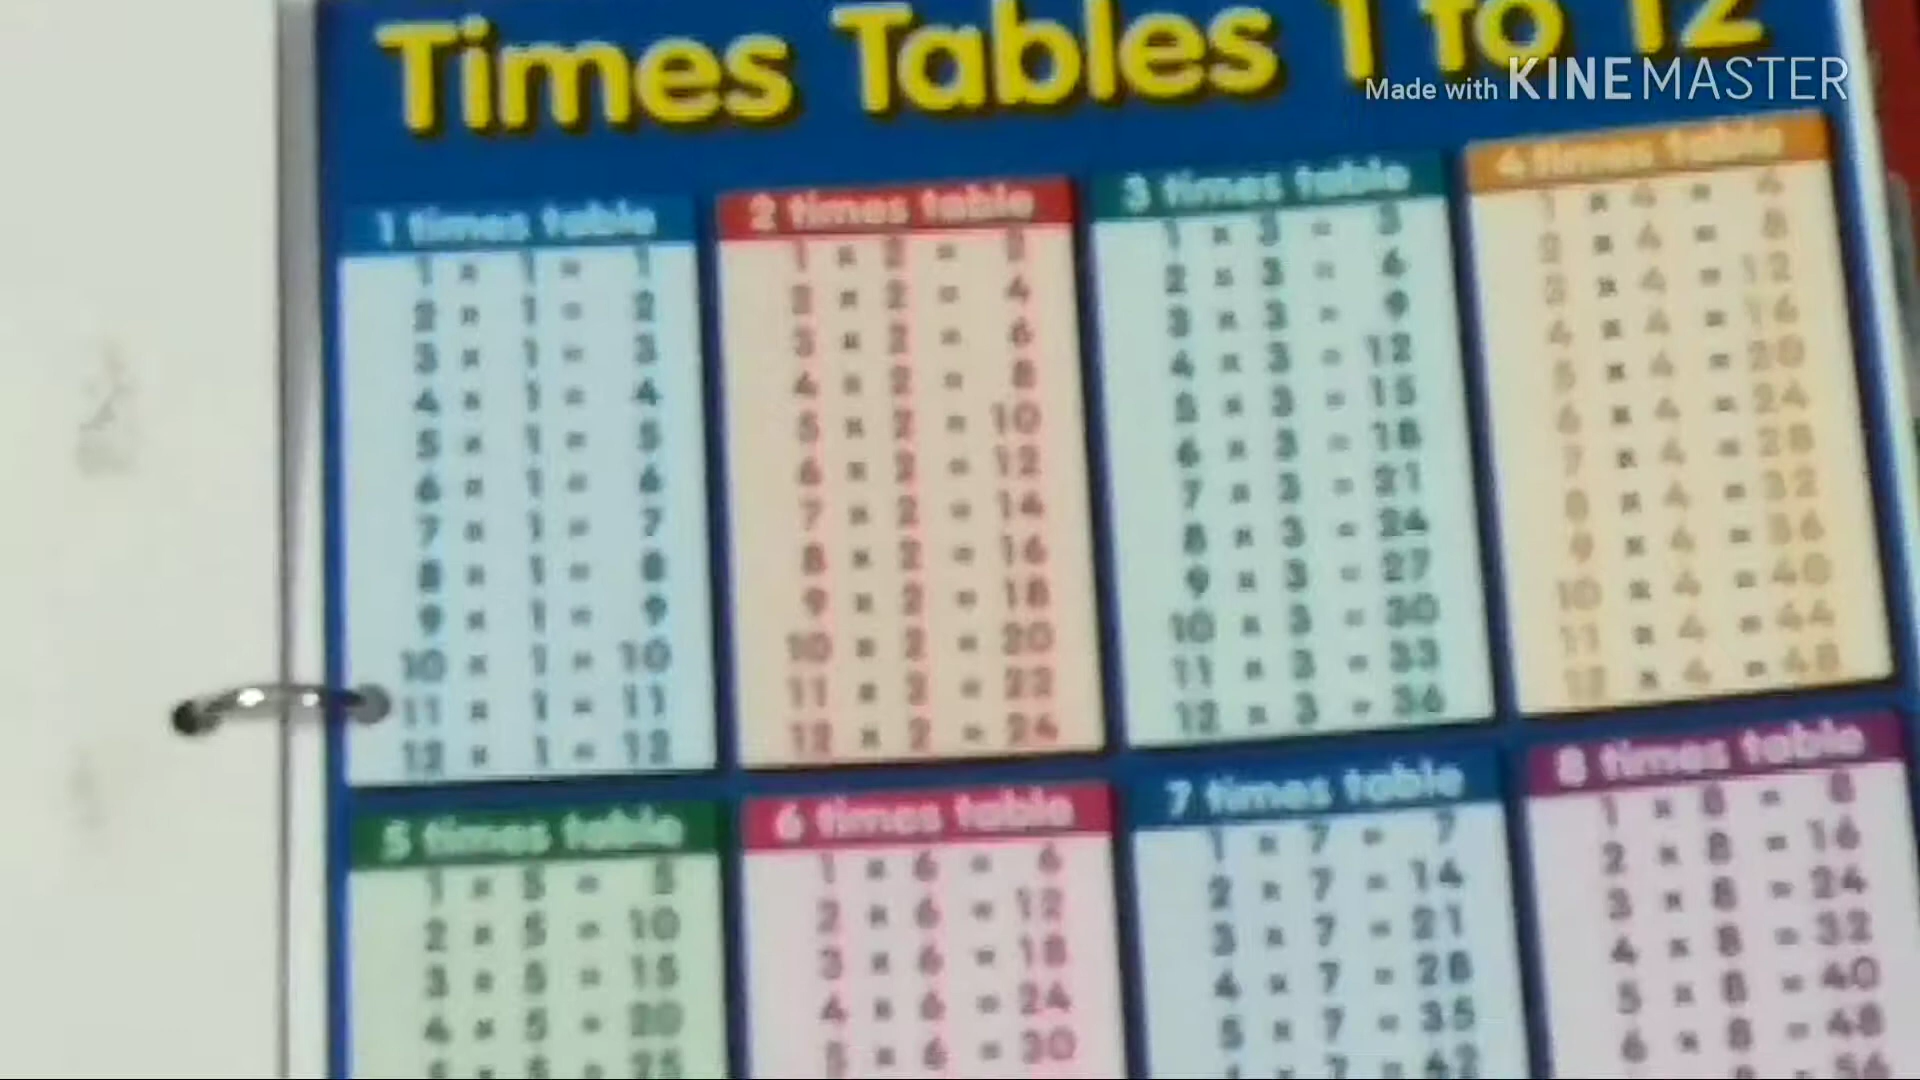 Times Tables 1 to 12
Made with KINEMASTER
1 times table
1 x 1 = 1
2 x 1 = 2
3 x 1 = 3
4 x 1 = 4
5 x 1 = 5
6 x 1 = 6
7 x 1 = 7
8 x 1 = 8
9 x 1 = 9
10 x 1 = 10
11 x 1 = 11
12 x 1 = 12
2 times table
1 x 2 = 2
2 x 2 = 4
3 x 2 = 6
4 x 2 = 8
5 x 2 = 10
6 x 2 = 12
7 x 2 = 14
8 x 2 = 16
9 x 2 = 18
10 x 2 = 20
11 x 2 = 22
12 x 2 = 24
3 times table
1 x 3 = 3
2 x 3 = 6
3 x 3 = 9
4 x 3 = 12
5 x 3 = 15
6 x 3 = 18
7 x 3 = 21
8 x 3 = 24
9 x 3 = 27
10 x 3 = 30
11 x 3 = 33
12 x 3 = 36
4 times table
1 x 4 = 4
2 x 4 = 8
3 x 4 = 12
4 x 4 = 16
5 x 4 = 20
6 x 4 = 24
7 x 4 = 28
8 x 4 = 32
9 x 4 = 36
10 x 4 = 40
11 x 4 = 44
12 x 4 = 48
5 times table
1 x 5 = 5
2 x 5 = 10
3 x 5 = 15
4 x 5 = 20
5 x 5 = 25
6 times table
1 x 6 = 6
2 x 6 = 12
3 x 6 = 18
4 x 6 = 24
5 x 6 = 30
7 times table
1 x 7 = 7
2 x 7 = 14
3 x 7 = 21
4 x 7 = 28
5 x 7 = 35
7 = 42
8 times table
1 x 8 = 8
2 x 8 = 16
3 x 8 = 24
4 x 8 = 32
5 x 8 = 40
6 x 8 = 48
= 56